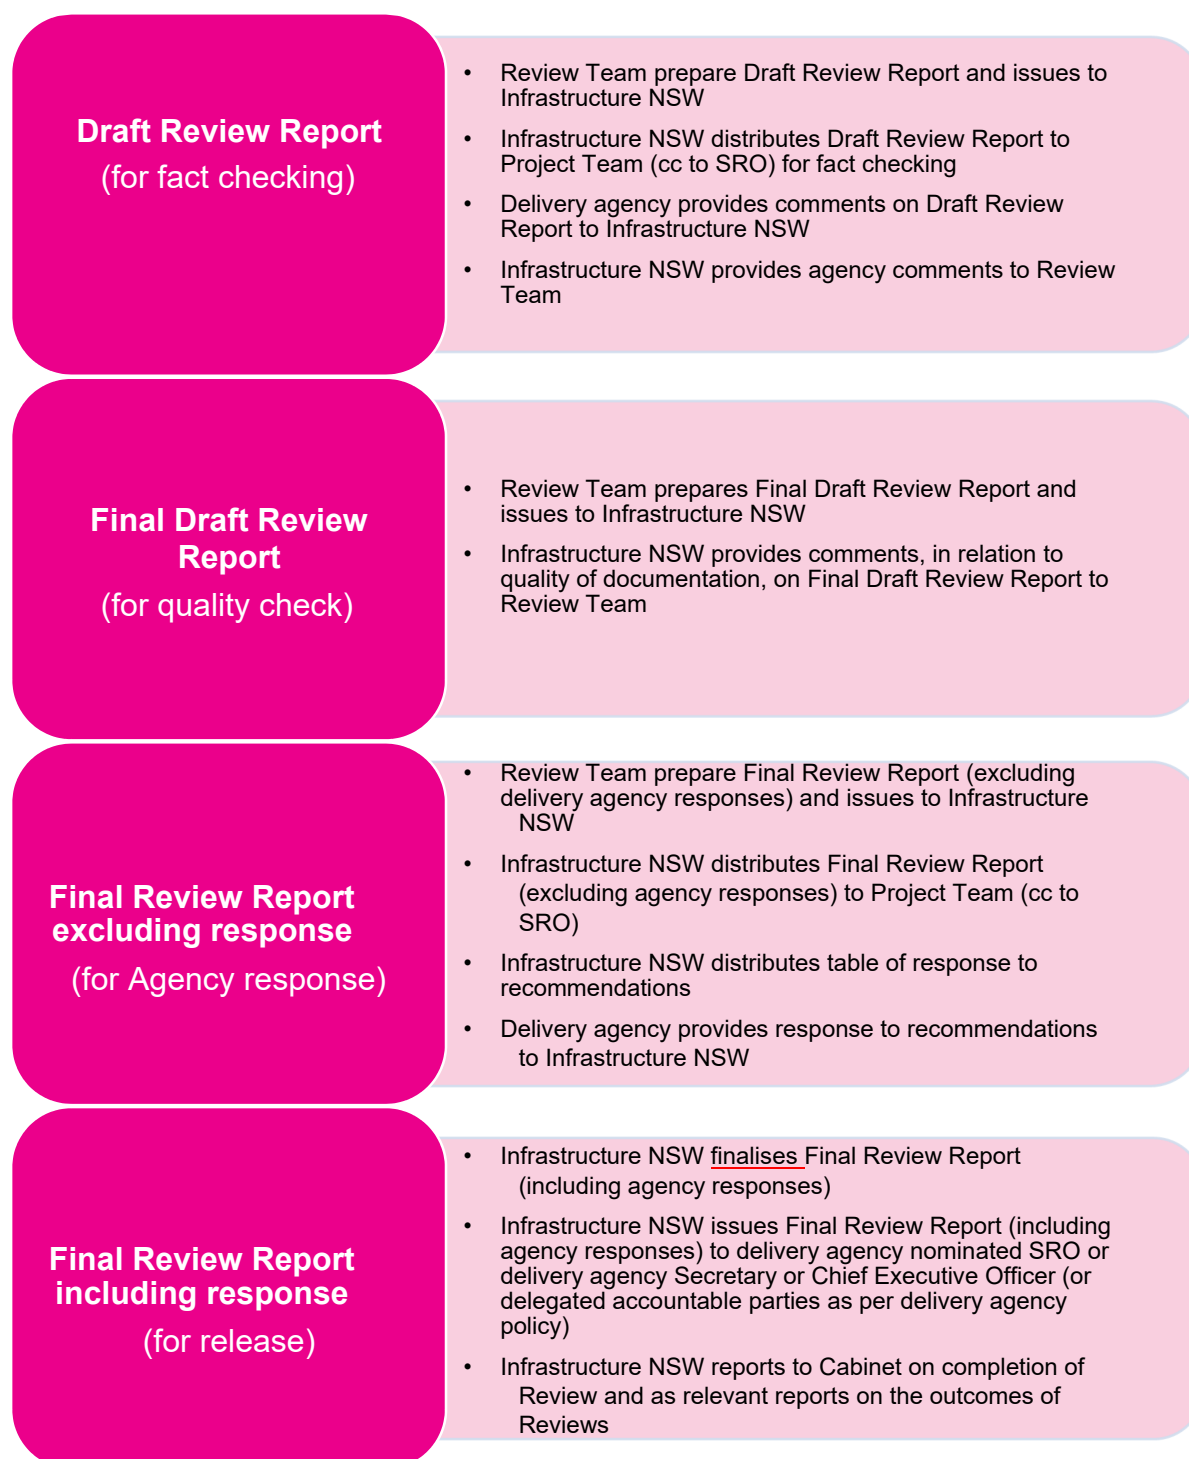 Draft Review Report
(for fact checking)
• Review Team prepare Draft Review Report and issues to
Infrastructure NSW
• Infrastructure NSW distributes Draft Review Report to
Project Team (cc to SRO) for fact checking
• Delivery agency provides comments on Draft Review
Report to Infrastructure NSW
• Infrastructure NSW provides agency comments to Review
Team
Final Draft Review
Report
(for quality check)
• Review Team prepares Final Draft Review Report and
issues to Infrastructure NSW
• Infrastructure NSW provides comments, in relation to
quality of documentation, on Final Draft Review Report to
Review Team
Final Review Report
excluding response
(for Agency response)
• Review Team prepare Final Review Report (excluding
delivery agency responses) and issues to Infrastructure
NSW
• Infrastructure NSW distributes Final Review Report
(excluding agency responses) to Project Team (cc to
SRO)
• Infrastructure NSW distributes table of response to
recommendations
• Delivery agency provides response to recommendations
to Infrastructure NSW
Final Review Report
including response
(for release)
• Infrastructure NSW finalises Final Review Report
(including agency responses)
• Infrastructure NSW issues Final Review Report (including
agency responses) to delivery agency nominated SRO or
delivery agency Secretary or Chief Executive Officer (or
delegated accountable parties as per delivery agency
policy)
• Infrastructure NSW reports to Cabinet on completion of
Review and as relevant reports on the outcomes of
Reviews